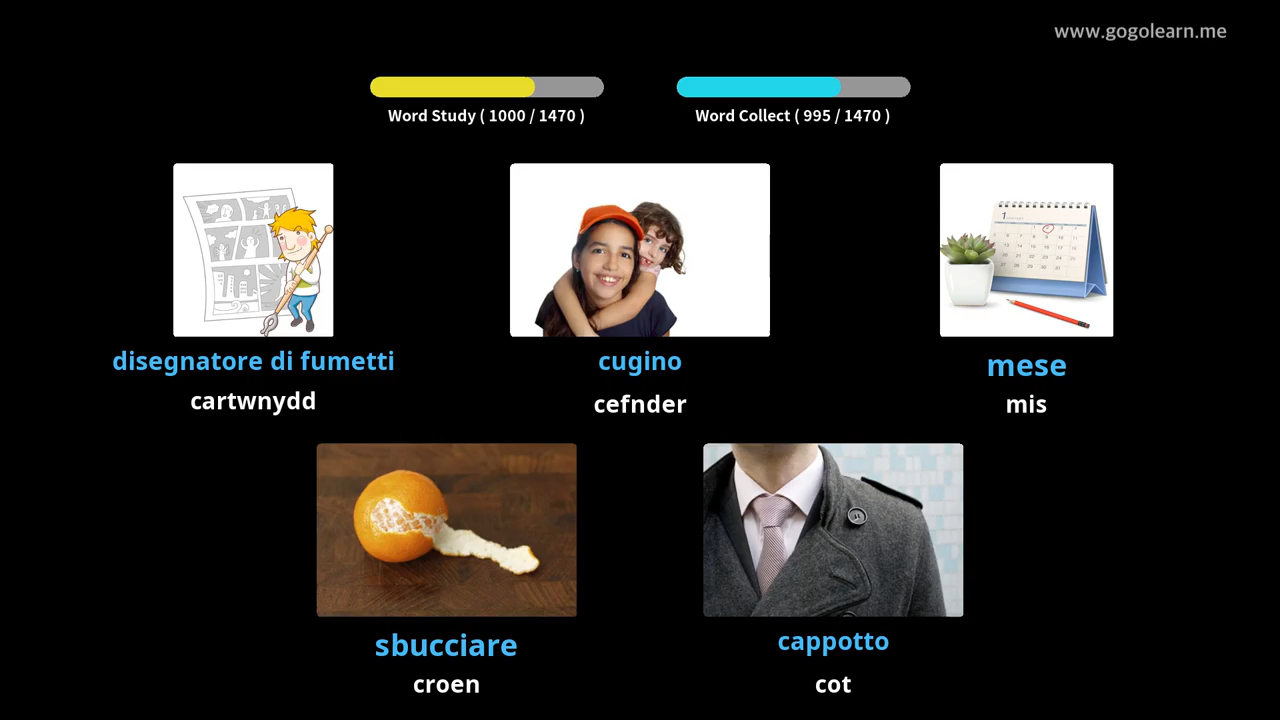 www.gogolearn.me
Word Study ( 1000 / 1470 )
Word Collect ( 995 / 1470 )
disegnatore di fumetti
cartwnydd
cugino
cefnder
mese
mis
sbucciare
croen
cappotto
cot